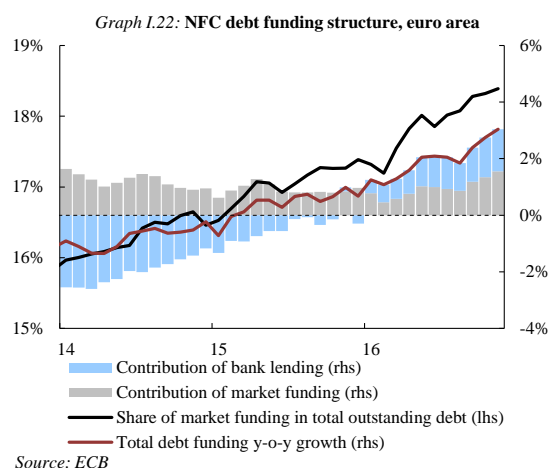 Graph I.22: NFC debt funding structure, euro area
19% 6%
18% 4%
17% 2%
0%
16% -2%
15% -4%
14 15 16
Contribution of bank lending (rhs)
Contribution of market funding (rhs)
Share of market funding in total outstanding debt (lhs)
Total debt funding y-o-y growth (rhs)
Source: ECB